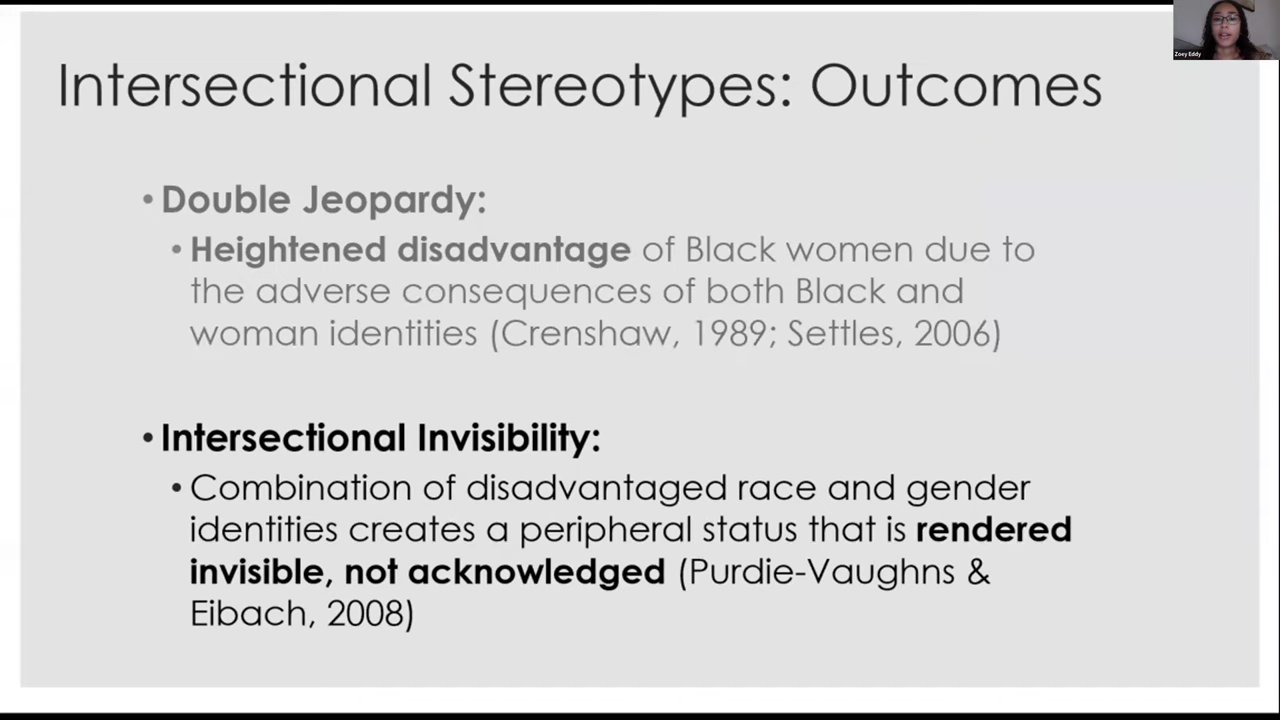 Intersectional Stereotypes: Outcomes
Zoey Eddy
• Double Jeopardy:
• Heightened disadvantage of Black women due to
the adverse consequences of both Black and
woman identities (Crenshaw, 1989; Settles, 2006)
• Intersectional Invisibility:
• Combination of disadvantaged race and gender
identities creates a peripheral status that is rendered
invisible, not acknowledged (Purdie-Vaughns &
Eibach, 2008)